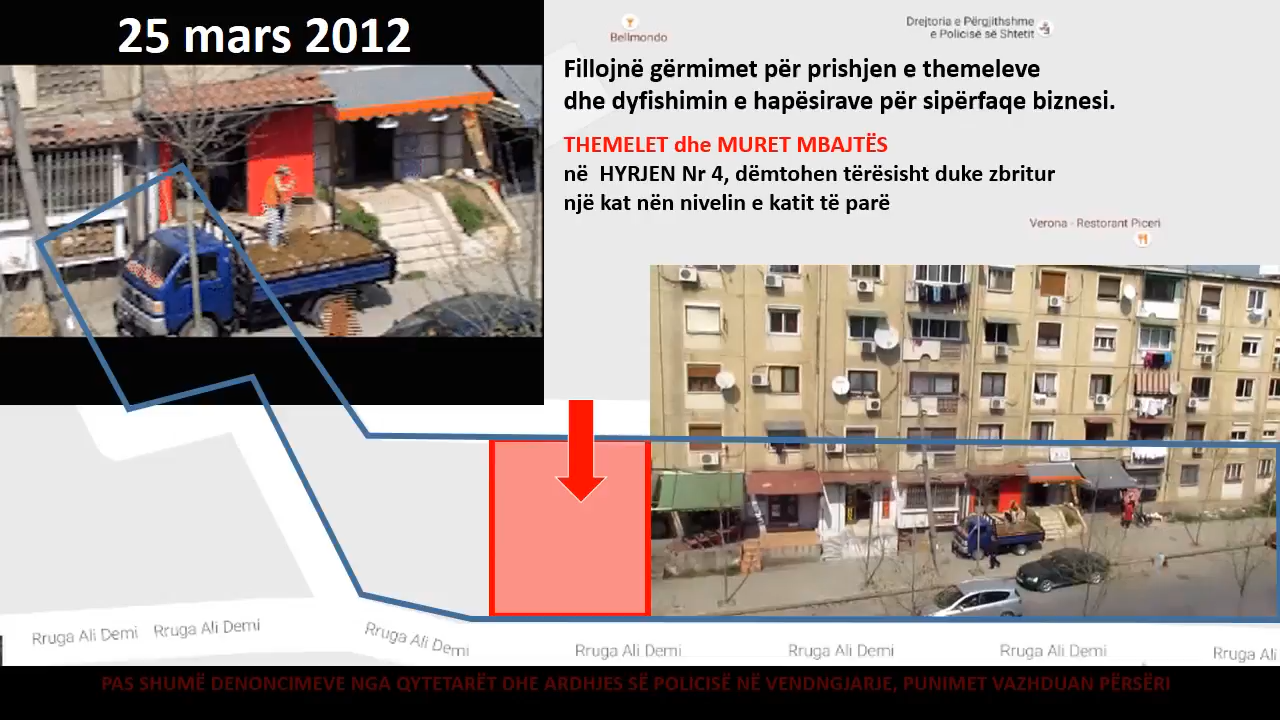 25 mars 2012
Bellmondo
Drejtoria e Përgjithshme
e Policisë së Shtetit
Fillojnë gërmimet për prishjen e themeleve
dhe dyfishimin e hapësirave për sipërfaqe biznesi.
THEMELET dhe MURET MBAJTËS
në HYRJEN Nr 4, dëmtohen tërësisht duke zbritur
një kat nën nivelin e katit të parë
Verona - Restorant Piceri
Rruga Ali Demi
Rruga Ali Demi
Rruga Ali Demi
Rruga Ali Demi
Rruga Ali Demi
Rruga Ali Demi
Rruga Ali
PAS SHUMË DENONCIMEVE NGA QYTETARËT DHE ARDHJES SË POLICISË NË VENDNGJARJE, PUNIMET VAZHDUAN PËRSËRI